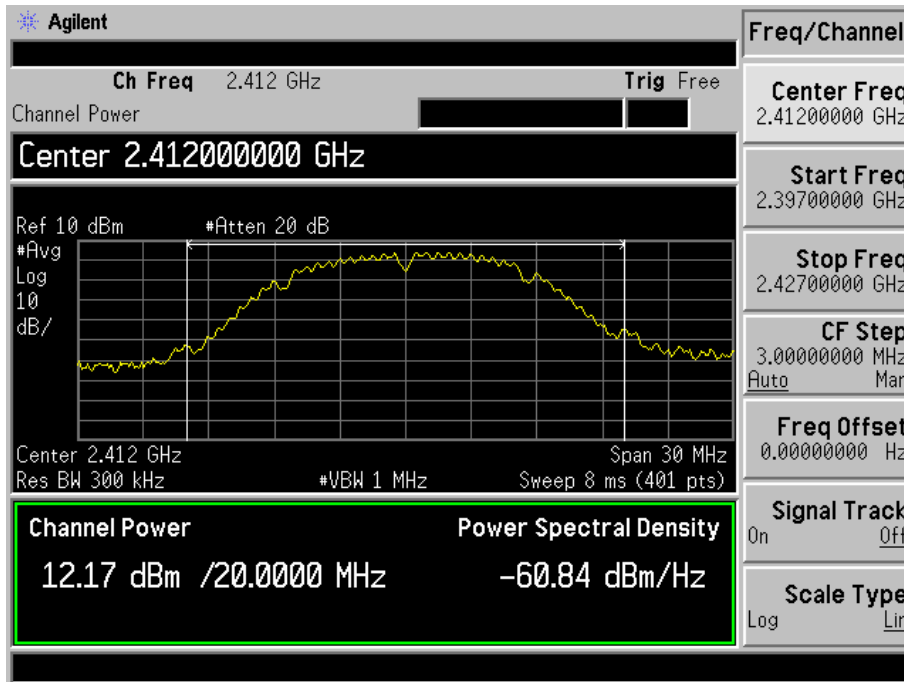 Agilent
Ch Freq 2.412 GHz Trig Free
Channel Power
Center 2.412000000 GHz
Ref 10 dBm #Atten 20 dB
#Avg
Log
10
dB/
Center 2.412 GHz Span 30 MHz
Res BW 300 kHz #VBW 1 MHz Sweep 8 ms (401 pts)
Channel Power Power Spectral Density
12.17 dBm /20.0000 MHz -60.84 dBm/Hz
Freq/Channel
Center Freq
2.41200000 GHz
Start Freq
2.39700000 GHz
Stop Freq
2.42700000 GHz
CF Step
3.00000000 MHz
Auto Man
Freq Offset
0.00000000 Hz
Signal Track
On Off
Scale Type
Log Lin